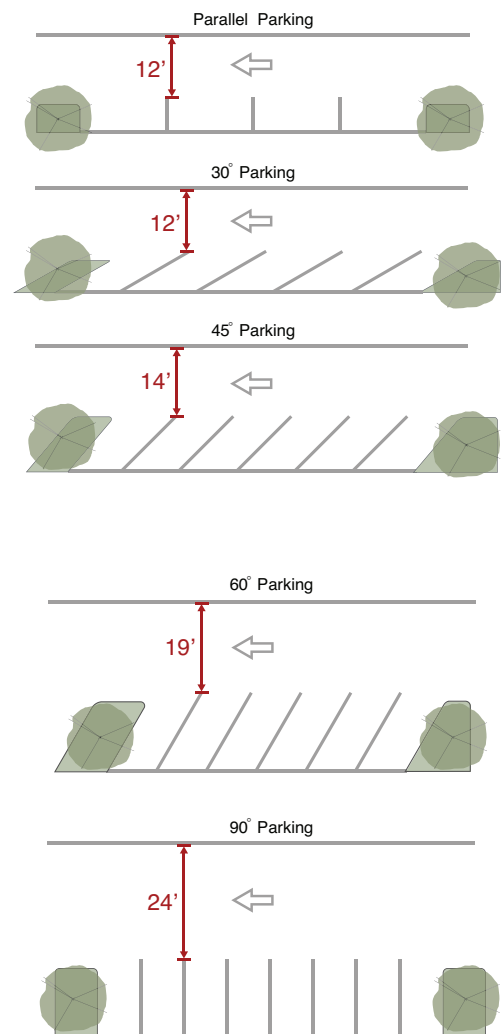 Parallel Parking
12’
30° Parking
12’
45° Parking
14’
60° Parking
19’
90° Parking
24’